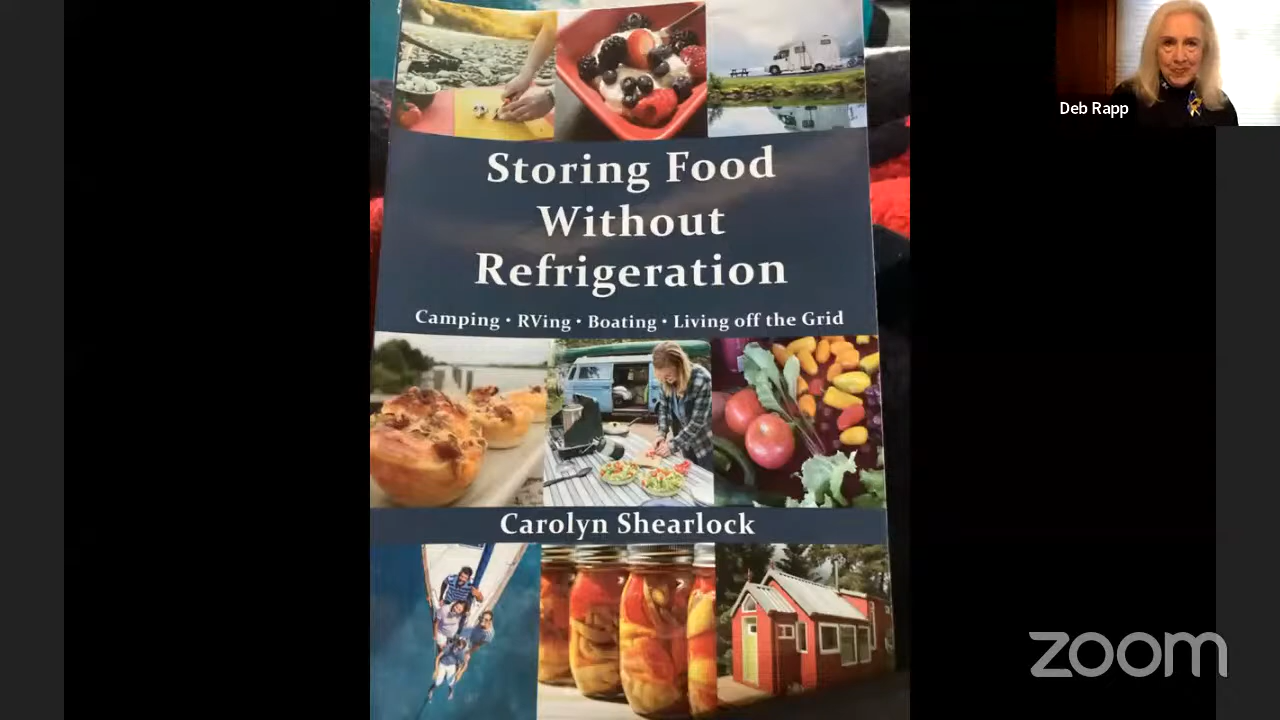 Storing Food
Without
Refrigeration
Camping • RVing • Boating • Living off the Grid
Carolyn Shearlock
Deb Rapp
zoom